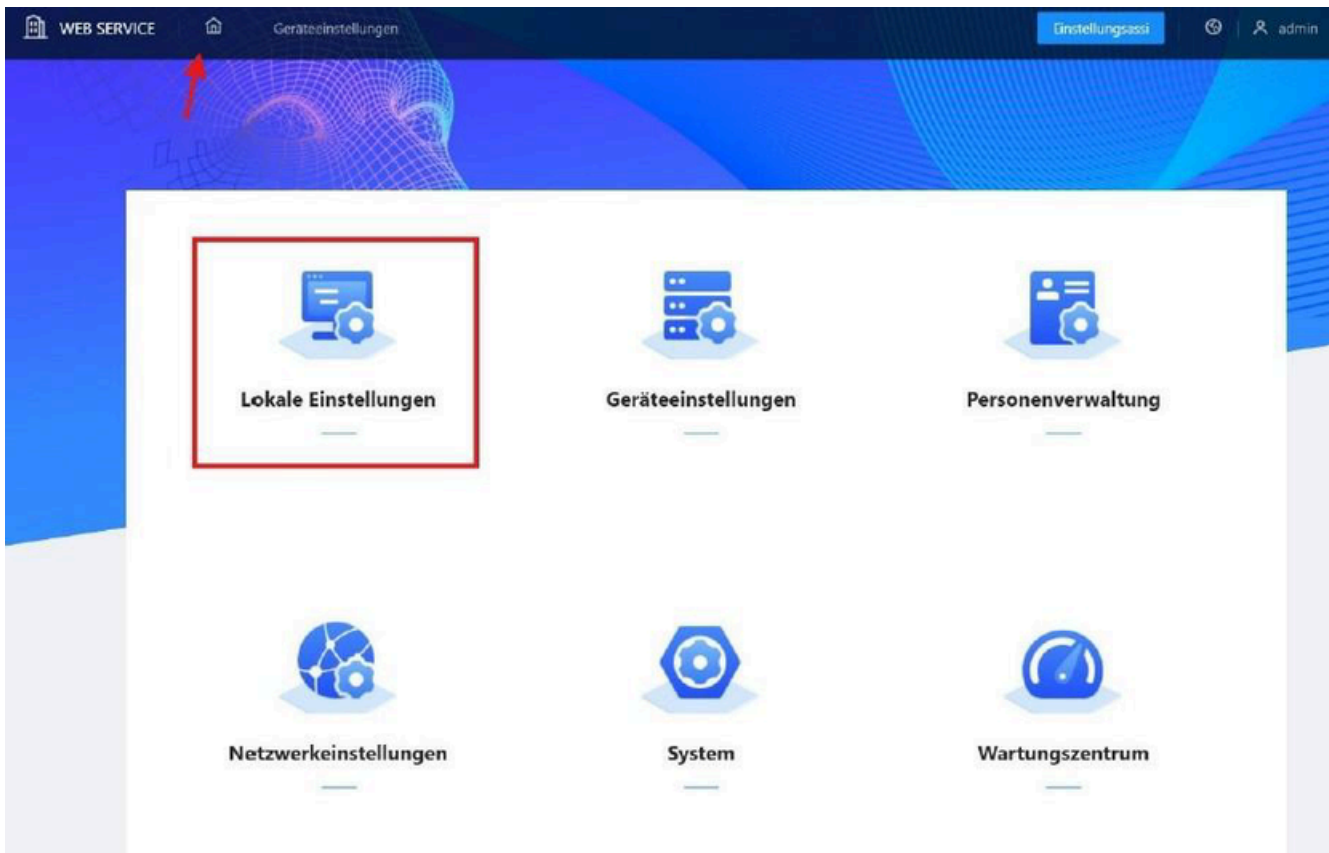 WEB SERVICE Geräteeinstellungen Einstellungsassi admin
Lokale Einstellungen Geräteeinstellungen Personenverwaltung
Netzwerkeinstellungen System Wartungszentrum